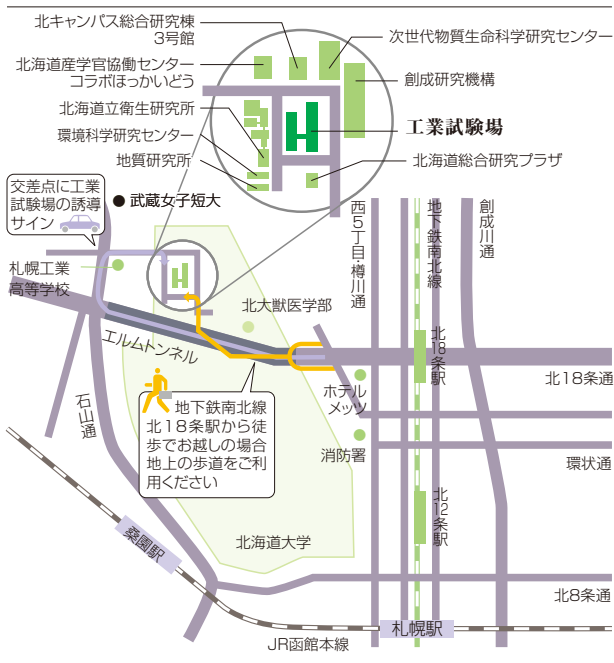 北キャンパス総合研究棟
3号館
次世代物質生命科学研究センター
北海道産学官協働センター
コラボほっかいどう
創成研究機構
北海道立衛生研究所
工業試験場
環境科学研究センター
地質研究所
北海道総合研究プラザ
交差点に工業
試験場の誘導
サイン
● 武蔵女子短大
西5丁目・樽川通
地下鉄南北線
創成川通
札幌工業
高等学校
北大獣医学部
エルムトンネル
北18条駅
北18条通
ホテル
メッツ
石山通
地下鉄南北線
北18条駅から徒
歩でお越しの場合
地上の歩道をご利
用ください
消防署
環状通
北12条駅
桑園駅
北海道大学
北8条通
札幌駅
JR函館本線